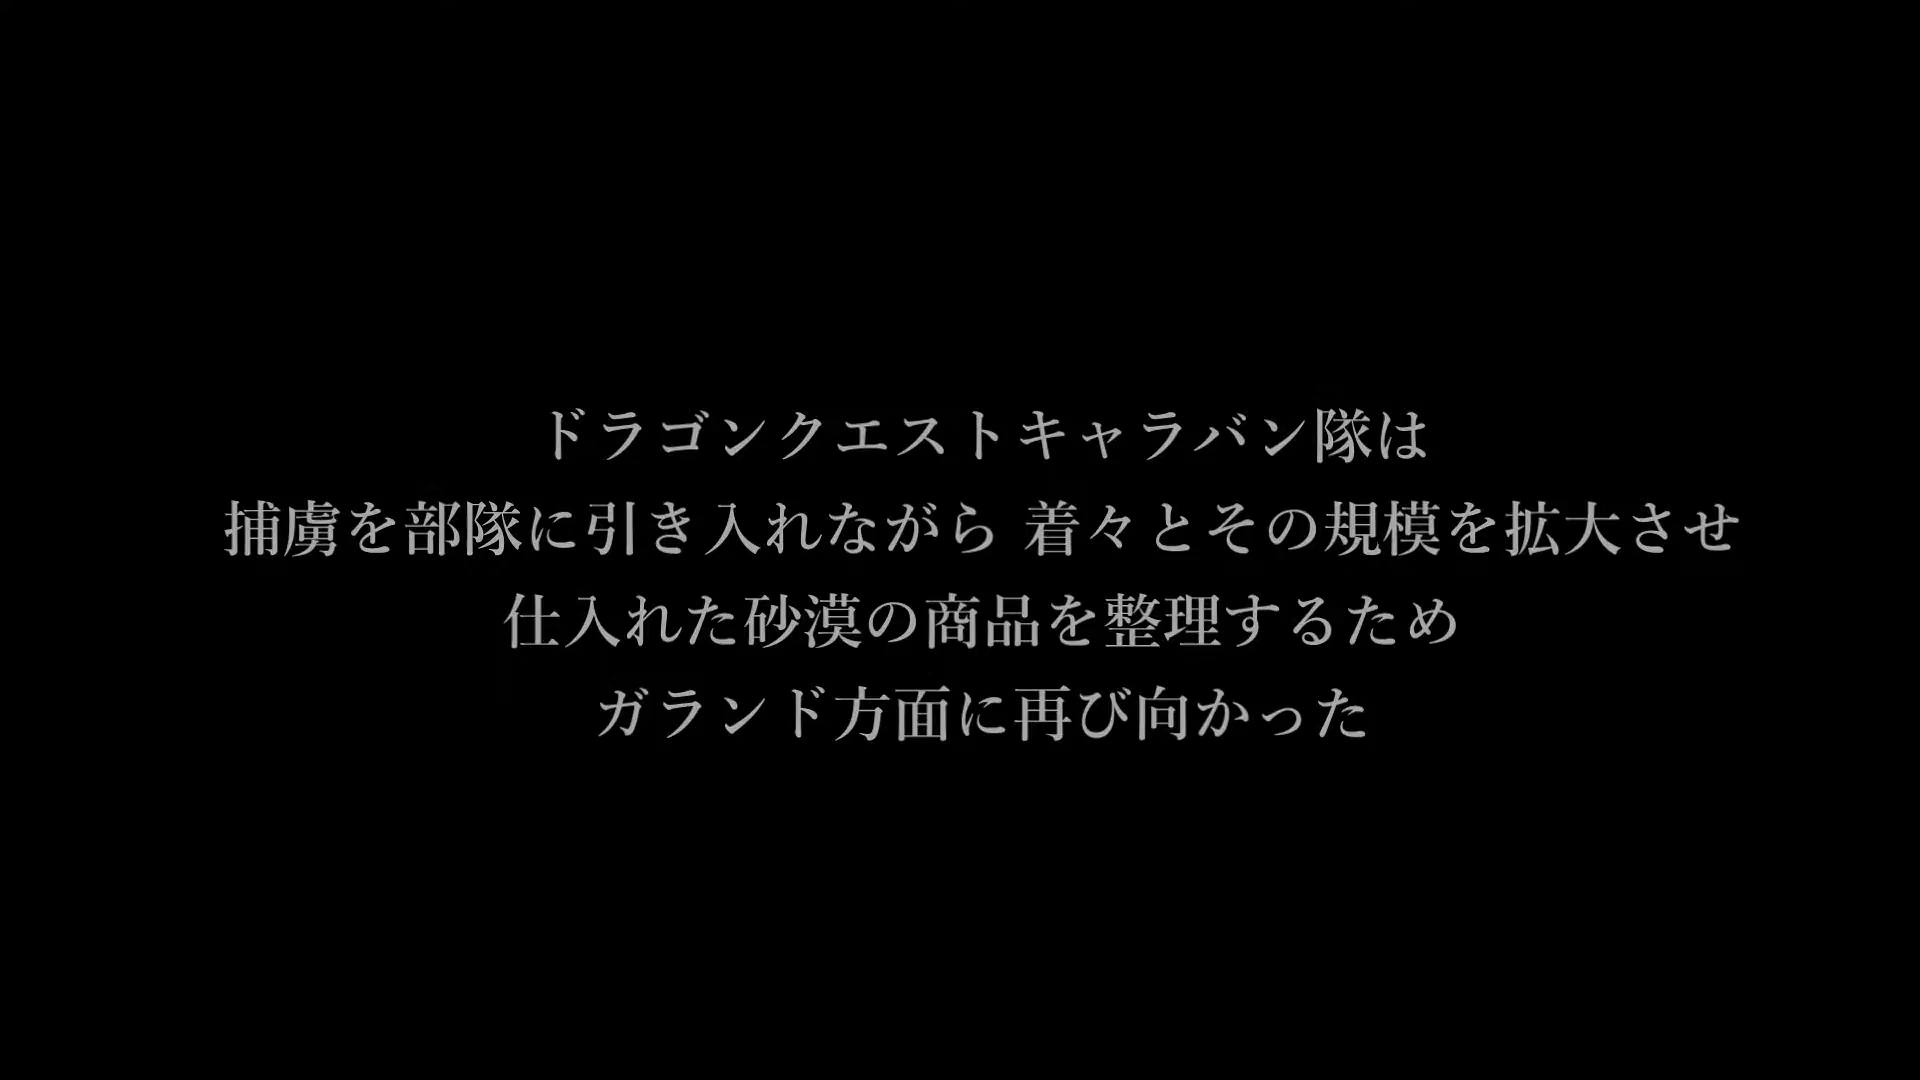 ドラゴンクエストキャラバン隊は
捕虜を部隊に引き入れながら 着々とその規模を拡大させ
仕入れた砂漠の商品を整理するため
ガランド方面に再び向かった